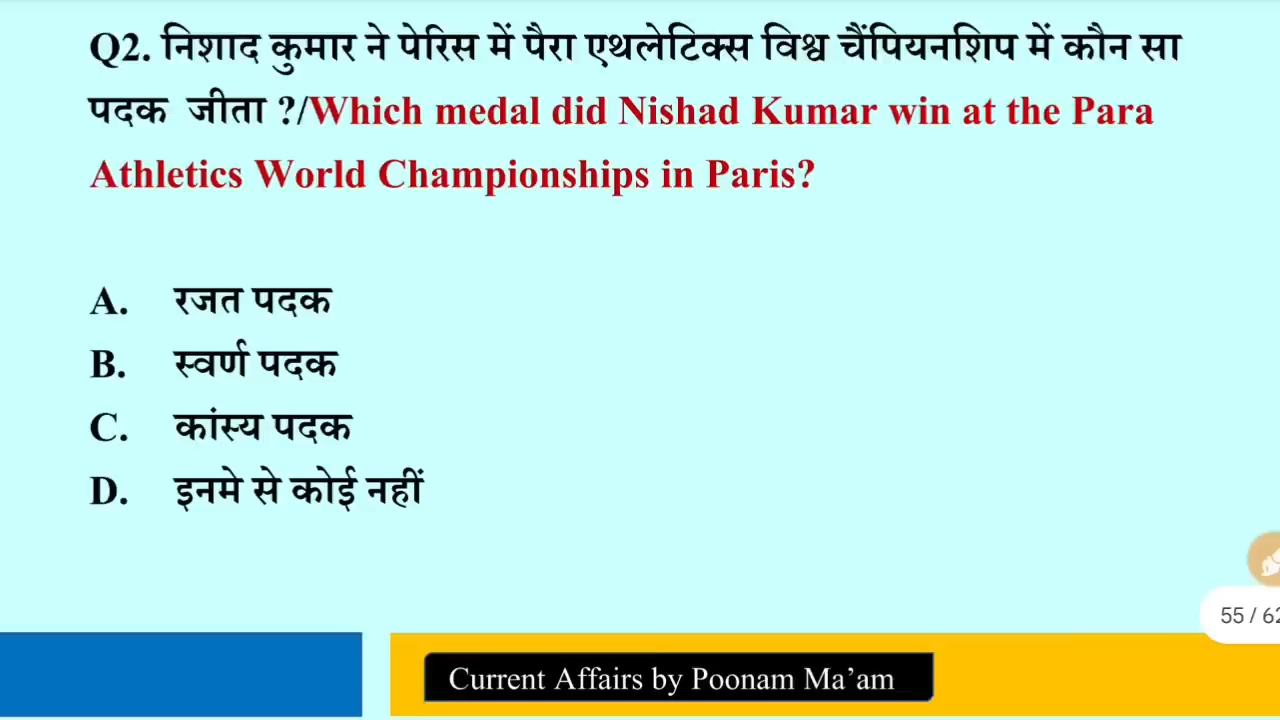 Q2. निशाद कुमार ने पेरिस में पैरा एथलेटिक्स विश्व चैंपियनशिप में कौन सा
पदक जीता ?/Which medal did Nishad Kumar win at the Para
Athletics World Championships in Paris?
A. रजत पदक
B. स्वर्ण पदक
C. कांस्य पदक
D. इनमे से कोई नहीं
55 / 62
Current Affairs by Poonam Ma’am